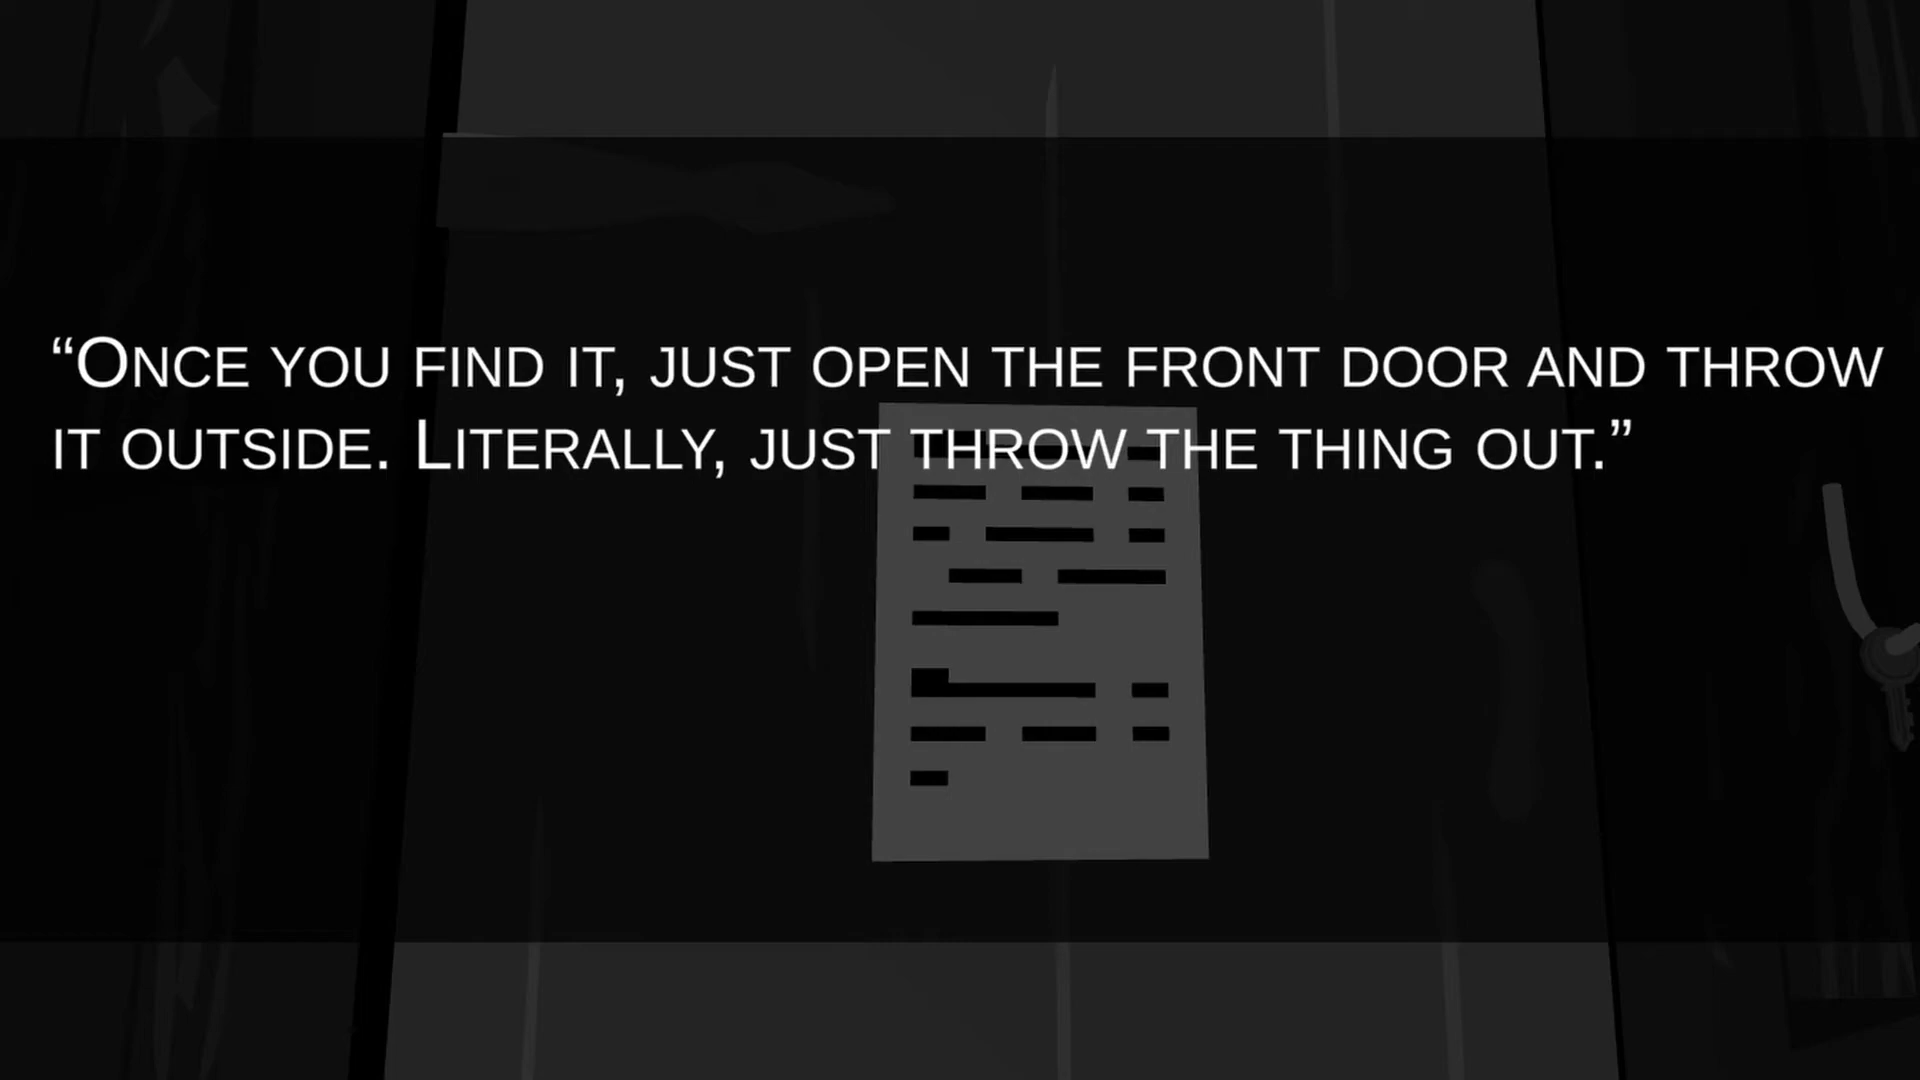 “Once you find it, just open the front door and throw
it outside. Literally, just throw the thing out.”